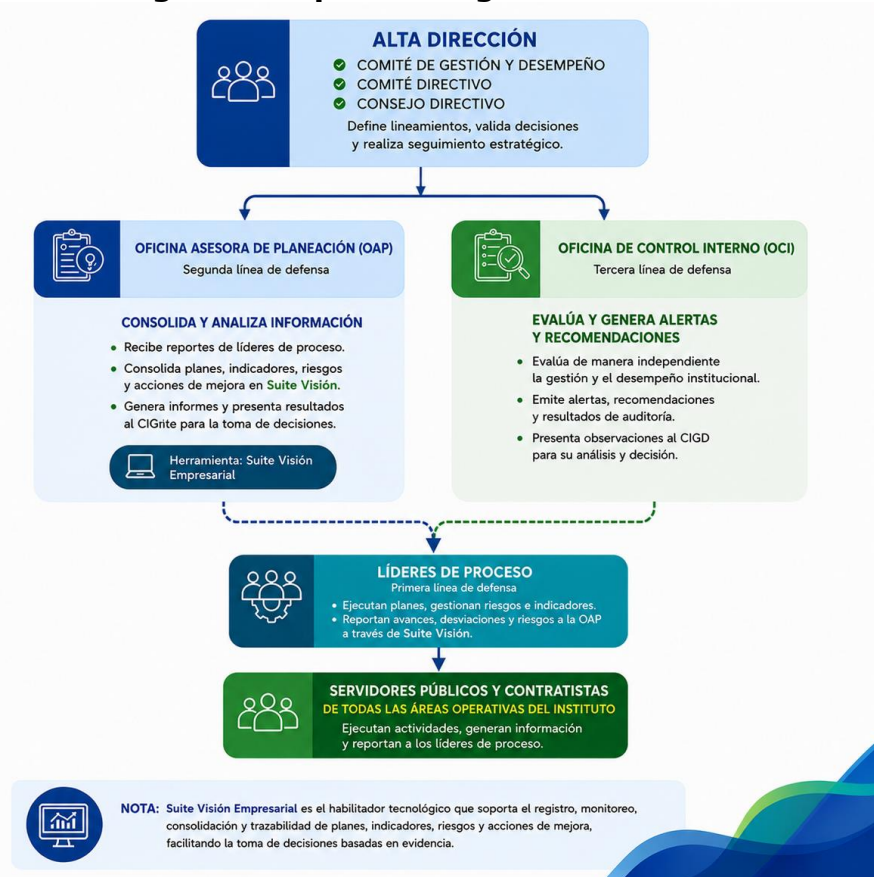 ALTA DIRECCIÓN
COMITÉ DE GESTIÓN Y DESEMPEÑO
COMITÉ DIRECTIVO
CONSEJO DIRECTIVO
Define lineamientos, valida decisiones
y realiza seguimiento estratégico.
OFICINA ASESORA DE PLANEACIÓN (OAP)
Segunda línea de defensa
CONSOLIDA Y ANALIZA INFORMACIÓN
• Recibe reportes de líderes de proceso.
• Consolida planes, indicadores, riesgos
y acciones de mejora en Suite Visión.
• Genera informes y presenta resultados
al CIGnite para la toma de decisiones.
Herramienta: Suite Visión
Empresarial
OFICINA DE CONTROL INTERNO (OCI)
Tercera línea de defensa
EVALÚA Y GENERA ALERTAS
Y RECOMENDACIONES
• Evalúa de manera independiente
la gestión y el desempeño institucional.
• Emite alertas, recomendaciones
y resultados de auditoría.
• Presenta observaciones al CIGD
para su análisis y decisión.
LÍDERES DE PROCESO
Primera línea de defensa
• Ejecutan planes, gestionan riesgos e indicadores.
• Reportan avances, desviaciones y riesgos a la OAP
a través de Suite Visión.
SERVIDORES PÚBLICOS Y CONTRATISTAS
DE TODAS LAS ÁREAS OPERATIVAS DEL INSTITUTO
Ejecutan actividades, generan información
y reportan a los líderes de proceso.
NOTA: Suite Visión Empresarial es el habilitador tecnológico que soporta el registro, monitoreo,
consolidación y trazabilidad de planes, indicadores, riesgos y acciones de mejora,
facilitando la toma de decisiones basadas en evidencia.